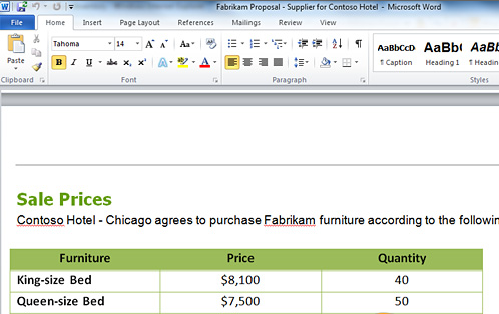 Fabrikam Proposal - Supplier for Contoso Hotel - Microsoft Word
File Home Insert Page Layout References Mailings Review View
Paste
Tahoma 14 A A Aa A
B I U abc x₂ x² A ab A
Clipboard Font Paragraph Styles
AaBbCcD AaBb( AaB
¶ Caption Heading 1 ¶ Headin
Sale Prices
Contoso Hotel - Chicago agrees to purchase Fabrikam furniture according to the followin
Furniture Price Quantity
King-size Bed $8,100 40
Queen-size Bed $7,500 50